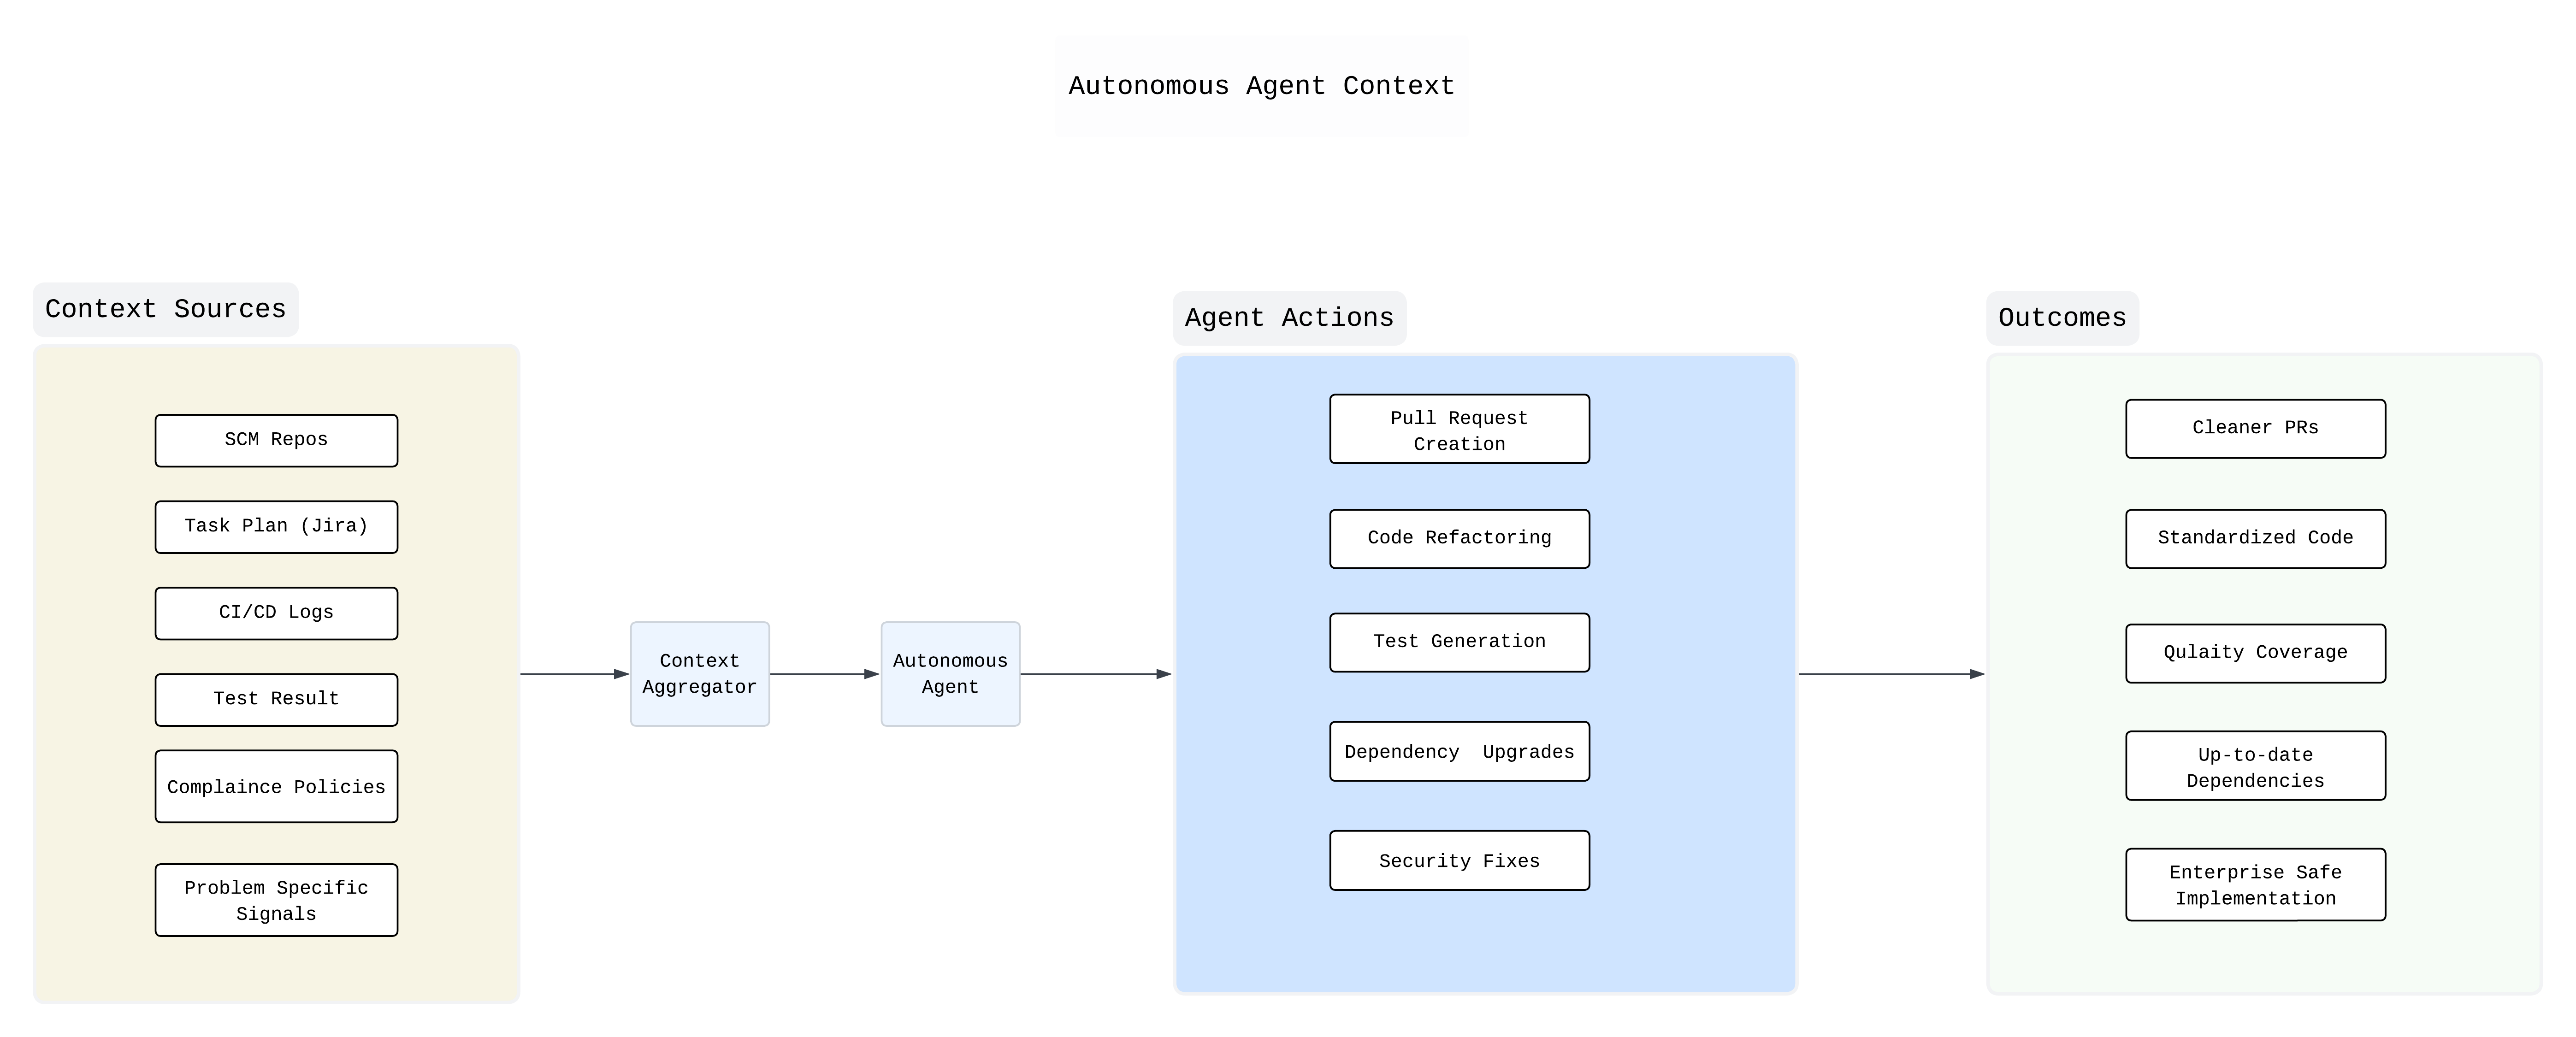 Autonomous Agent Context
Context Sources
SCM Repos
Task Plan (Jira)
CI/CD Logs
Test Result
Complaince Policies
Problem Specific
Signals
Context
Aggregator
Autonomous
Agent
Agent Actions
Pull Request
Creation
Code Refactoring
Test Generation
Dependency  Upgrades
Security Fixes
Outcomes
Cleaner PRs
Standardized Code
Qulaity Coverage
Up-to-date
Dependencies
Enterprise Safe
Implementation